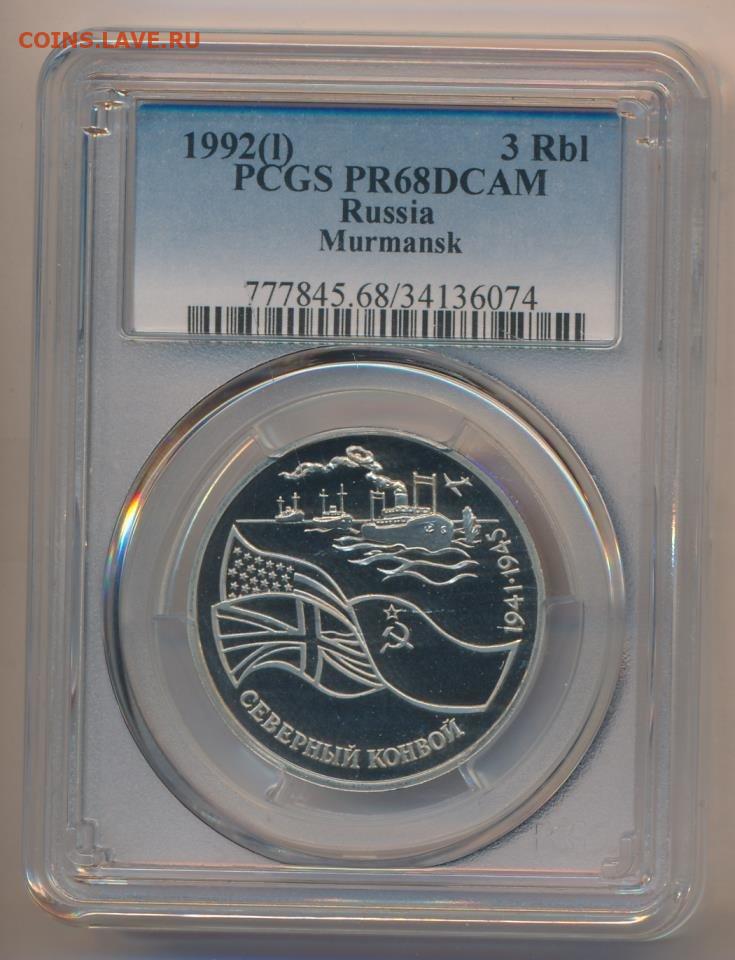 COINS.LAVE.RU
1992(l) 3 Rbl
PCGS PR68DCAM
Russia
Murmansk
777845.68/34136074
1941·1945
СЕВЕРНЫЙ КОНВОЙ